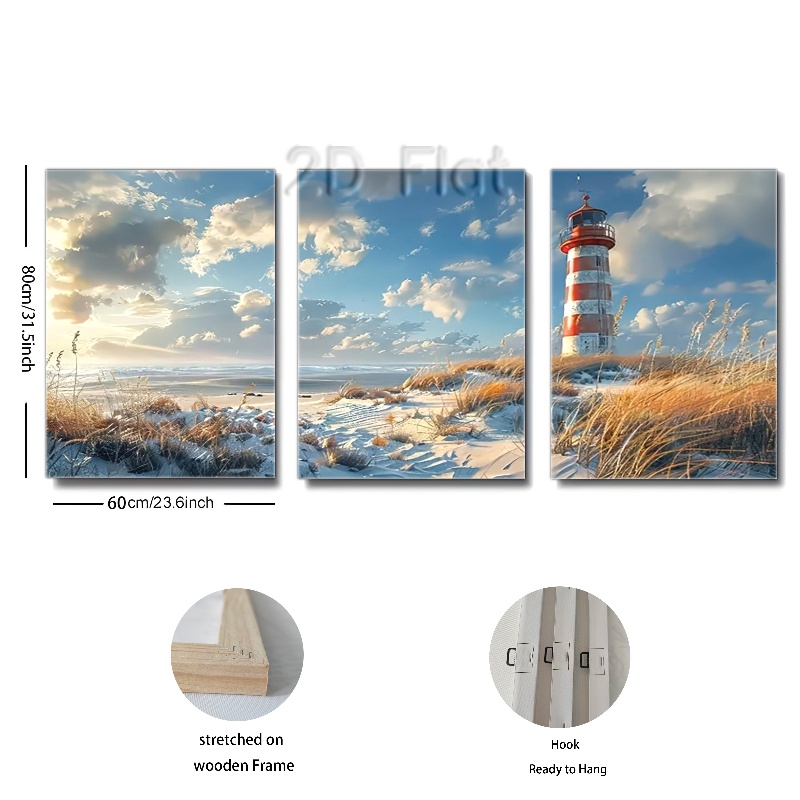 2D Flat
80cm/31.5inch
60cm/23.6inch
stretched on
wooden Frame
Hook
Ready to Hang